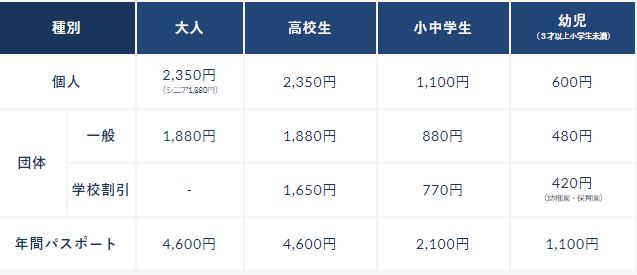 種別 大人 高校生 小中学生 幼児
（３才以上小学生未満）
個人 2,350円 2,350円 1,100円 600円
（シニア1,880円）
団体 一般 1,880円 1,880円 880円 480円
学校割引 - 1,650円 770円 420円
（幼稚園・保育園）
年間パスポート 4,600円 4,600円 2,100円 1,100円